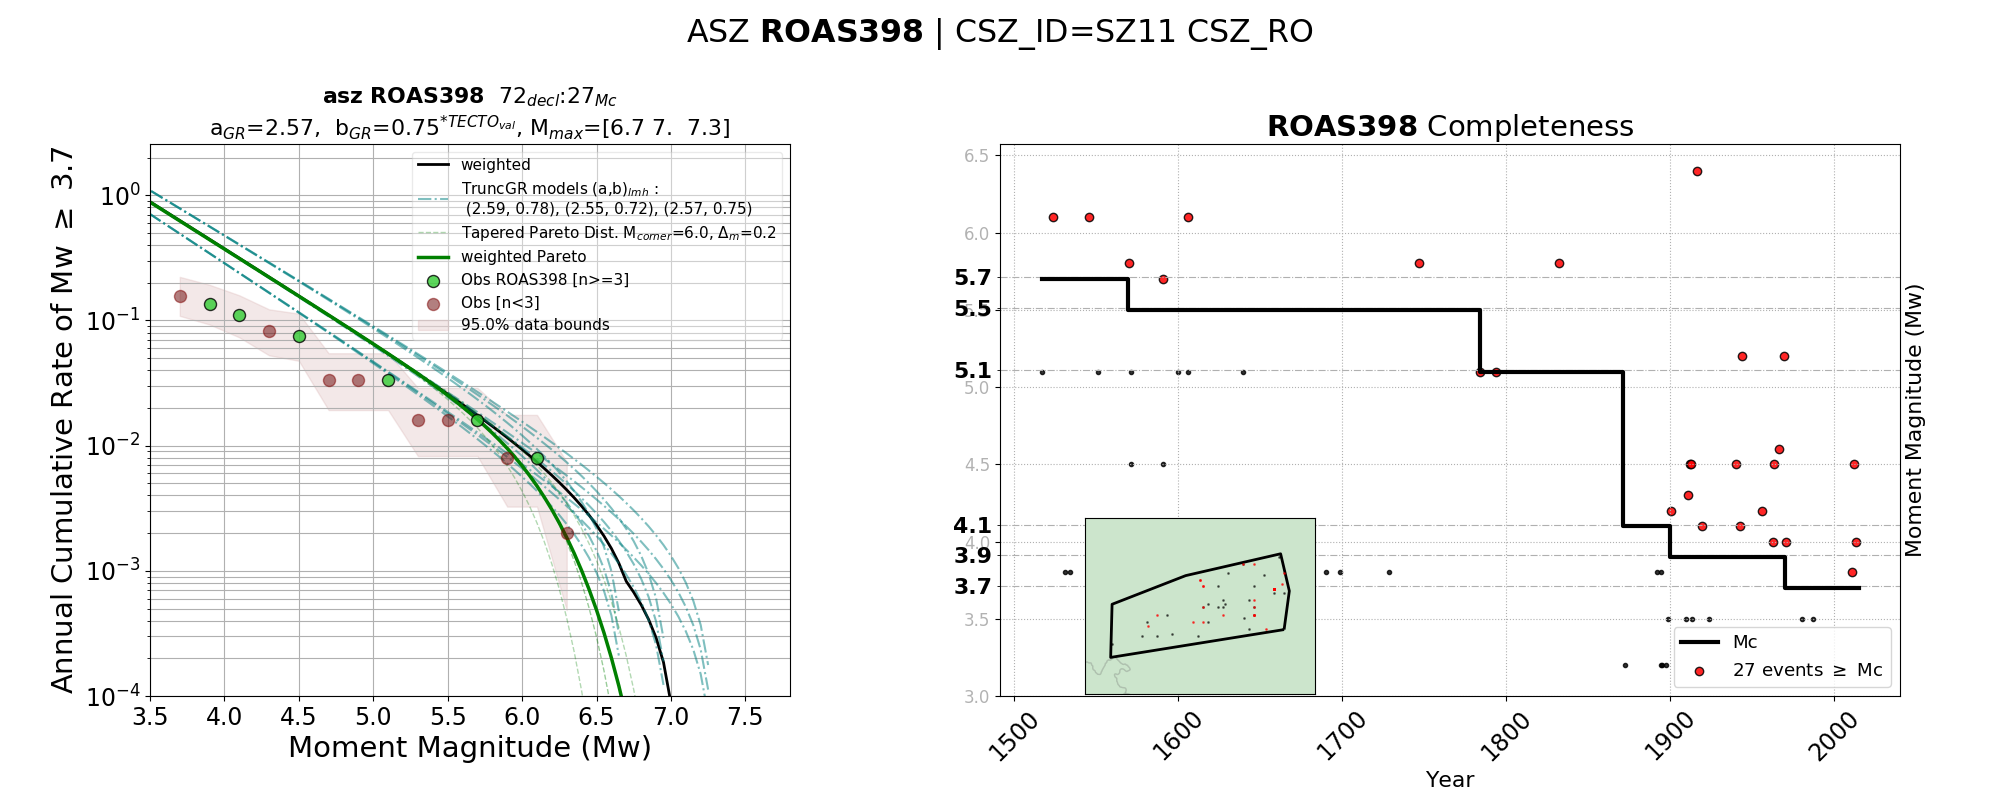 ASZ ROAS398 | CSZ_ID=SZ11 CSZ_RO
asz ROAS398 72decl:27Mc
aGR=2.57, bGR=0.75*TECTOval, Mmax=[6.7 7. 7.3]
Annual Cumulative Rate of Mw ≥ 3.7
10^0
10^-1
10^-2
10^-3
10^-4
weighted
TruncGR models (a,b)lmh :
(2.59, 0.78), (2.55, 0.72), (2.57, 0.75)
Tapered Pareto Dist. Mcorner=6.0, Δm=0.2
weighted Pareto
Obs ROAS398 [n>=3]
Obs [n<3]
95.0% data bounds
3.5 4.0 4.5 5.0 5.5 6.0 6.5 7.0 7.5
Moment Magnitude (Mw)
ROAS398 Completeness
6.5
6.0
5.7
5.5
5.1
5.0
4.5
4.1
4.0
3.9
3.7
3.5
3.0
Moment Magnitude (Mw)
Mc
27 events ≥ Mc
1500 1600 1700 1800 1900 2000
Year